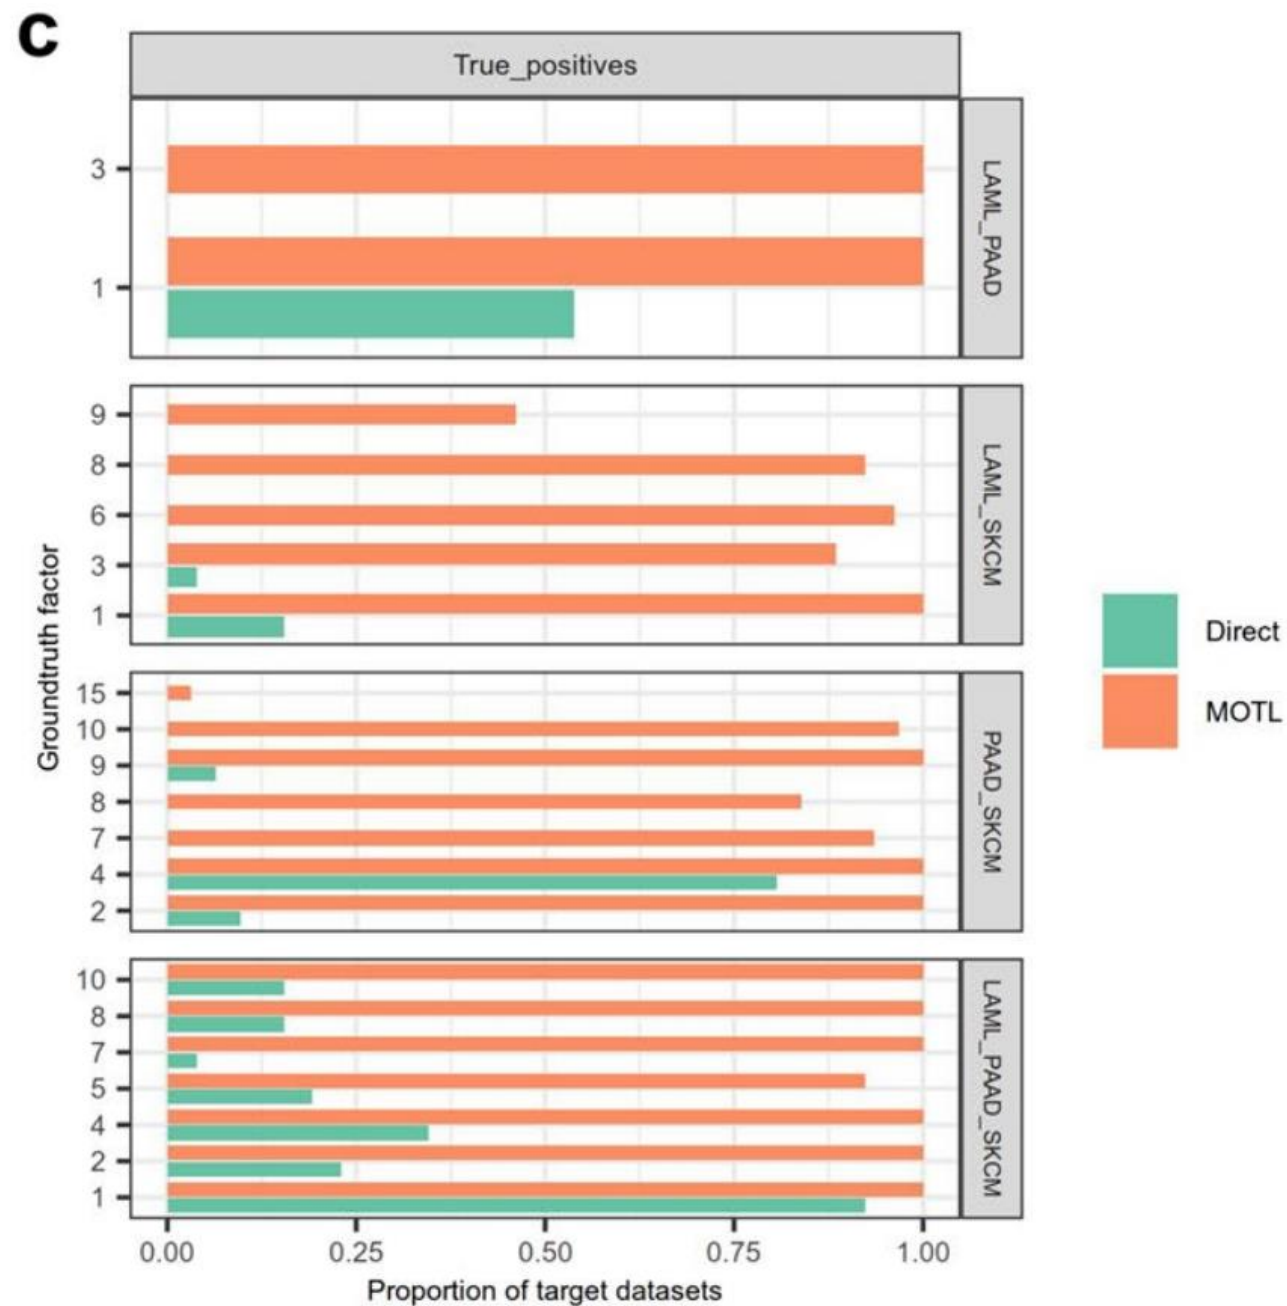 c
True_positives
3
1
LAML_PAAD
9
8
6
3
1
LAML_SKCM
15
10
9
8
7
4
2
PAAD_SKCM
10
8
7
5
4
2
1
LAML_PAAD_SKCM
Groundtruth factor
0.00 0.25 0.50 0.75 1.00
Proportion of target datasets
Direct
MOTL